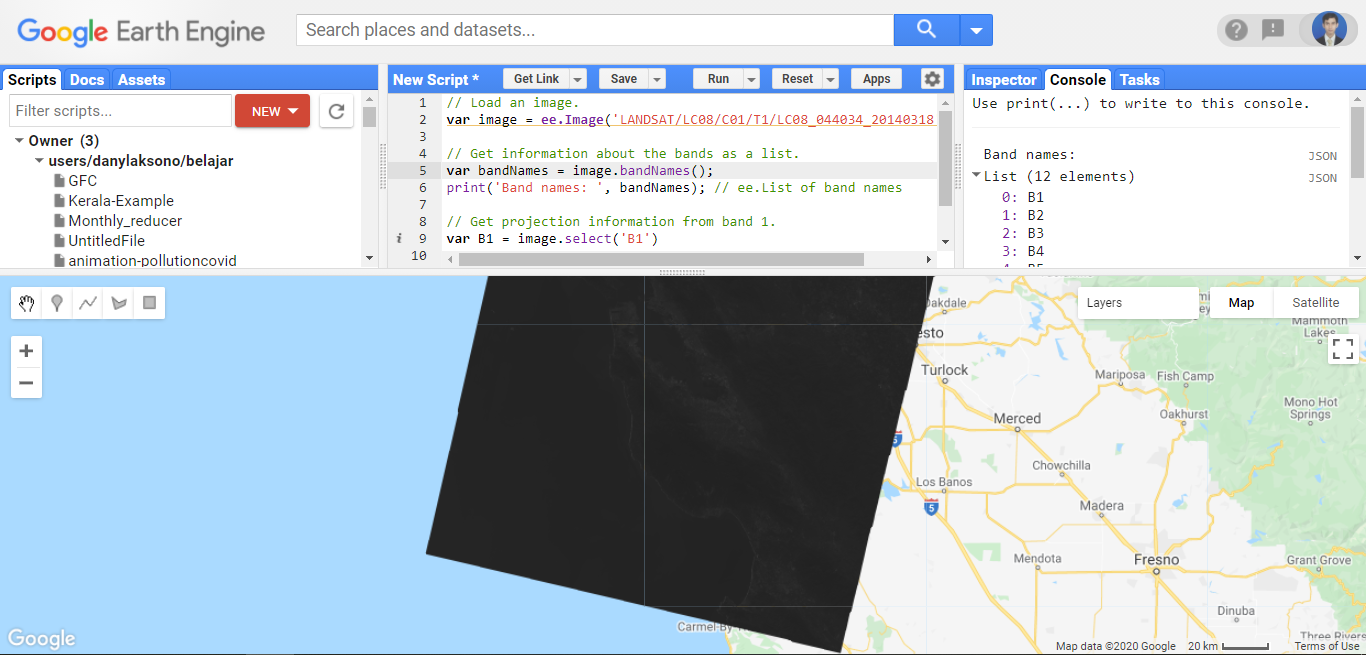 Google Earth Engine
Search places and datasets...
Scripts Docs Assets
Filter scripts...
NEW
Owner (3)
users/danylaksono/belajar
GFC
Kerala-Example
Monthly_reducer
UntitledFile
animation-pollutioncovid
New Script *
Get Link Save Run Reset Apps
1 // Load an image.
2 var image = ee.Image('LANDSAT/LC08/C01/T1/LC08_044034_20140318
3
4 // Get information about the bands as a list.
5 var bandNames = image.bandNames();
6 print('Band names: ', bandNames); // ee.List of band names
7
8 // Get projection information from band 1.
i 9 var B1 = image.select('B1')
10
Inspector Console Tasks
Use print(...) to write to this console.
Band names: JSON
List (12 elements) JSON
0: B1
1: B2
2: B3
3: B4
Layers
Map Satellite
Oakdale
esto
Mammoth
Lakes
Turlock
Mariposa
Fish Camp
Mono Hot
Springs
Merced
Oakhurst
5
Chowchilla
Los Banos
5
Madera
Mendota
Fresno
Grant Grove
Dinuba
Carmel-By
Three Rivers
Google
Map data ©2020 Google 20 km Terms of Use